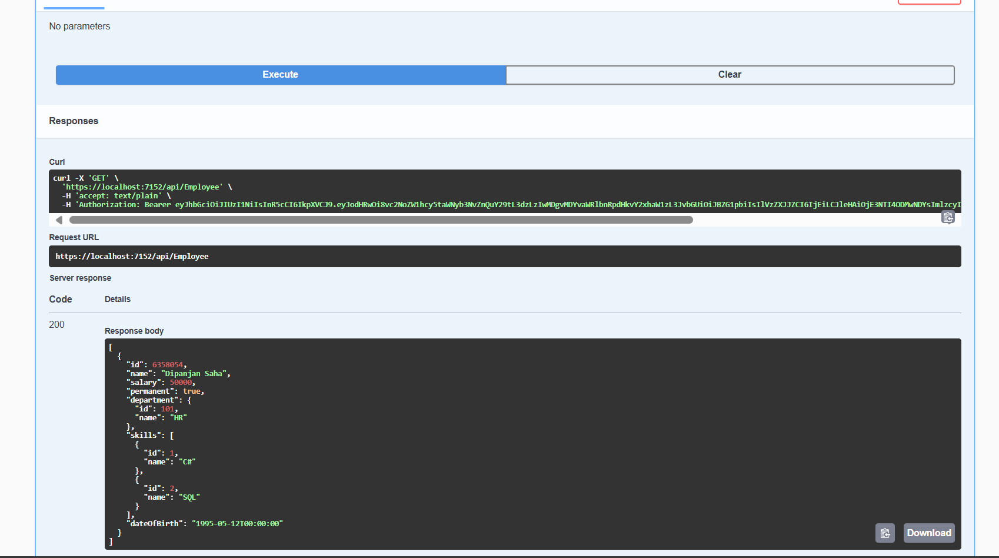 No parameters
Execute
Clear
Responses
Curl
curl -X 'GET' \
  'https://localhost:7152/api/Employee' \
  -H 'accept: text/plain' \
  -H 'Authorization: Bearer eyJhbGciOiJIUzI1NiIsInR5cCI6IkpXVCJ9.eyJodHRwOi8vc2NoZW1hcy5taWNyb3NvZnQuY29tL3dzLzIwMDgvMDYvaWRlbnRpdHkvY2xhaW1zL3JvbGUiOiJBZG1pbiIsIlVzZXJJZCI6IjEiLCJleHAiOjE3NTI4ODMwNDYsImlzcyI
Request URL
https://localhost:7152/api/Employee
Server response
Code
Details
200
Response body
[
  {
    "id": 6358054,
    "name": "Dipanjan Saha",
    "salary": 50000,
    "permanent": true,
    "department": {
      "id": 101,
      "name": "HR"
    },
    "skills": [
      {
        "id": 1,
        "name": "C#"
      },
      {
        "id": 2,
        "name": "SQL"
      }
    ],
    "dateOfBirth": "1995-05-12T00:00:00"
  }
]
Download